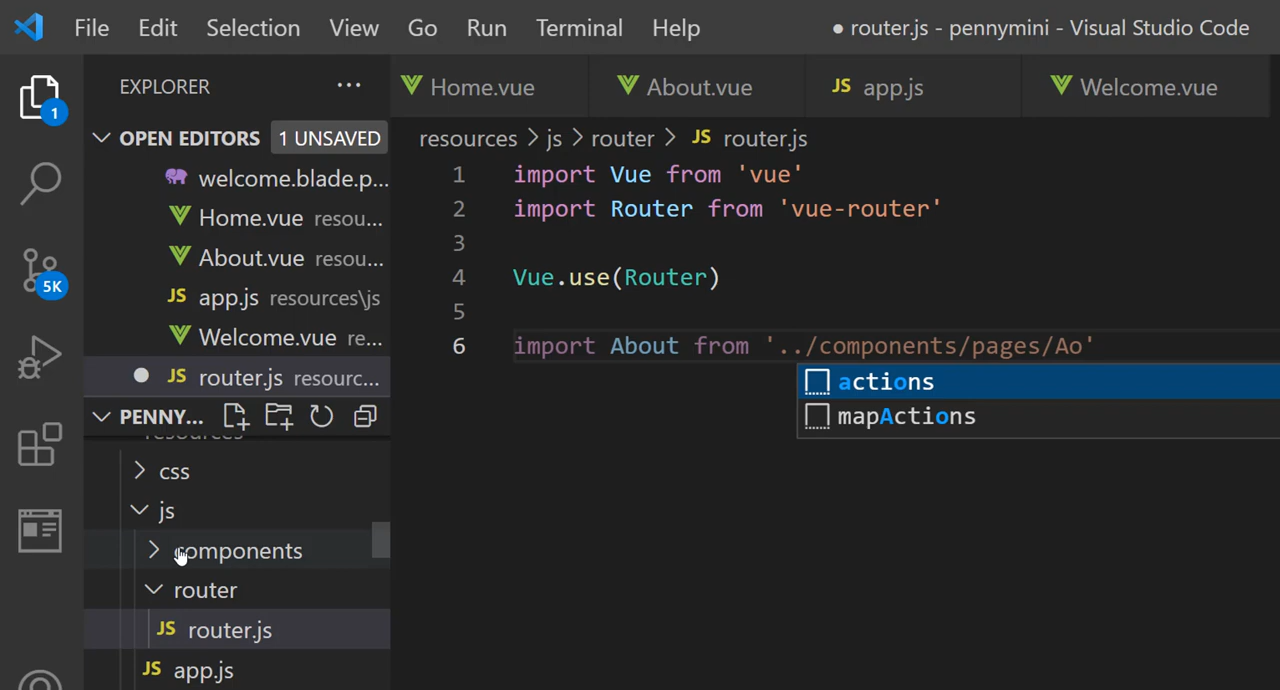 File Edit Selection View Go Run Terminal Help ● router.js - pennymini - Visual Studio Code
EXPLORER ...
Home.vue About.vue JS app.js Welcome.vue
OPEN EDITORS 1 UNSAVED
resources > js > router > JS router.js
welcome.blade.p...
Home.vue resou...
About.vue resou...
JS app.js resources\js
Welcome.vue re...
JS router.js resourc...
1 import Vue from 'vue'
2 import Router from 'vue-router'
3
4 Vue.use(Router)
5
6 import About from '../components/pages/Ao'
actions
mapActions
1
5K
PENNY...
resources
css
js
components
router
JS router.js
JS app.js